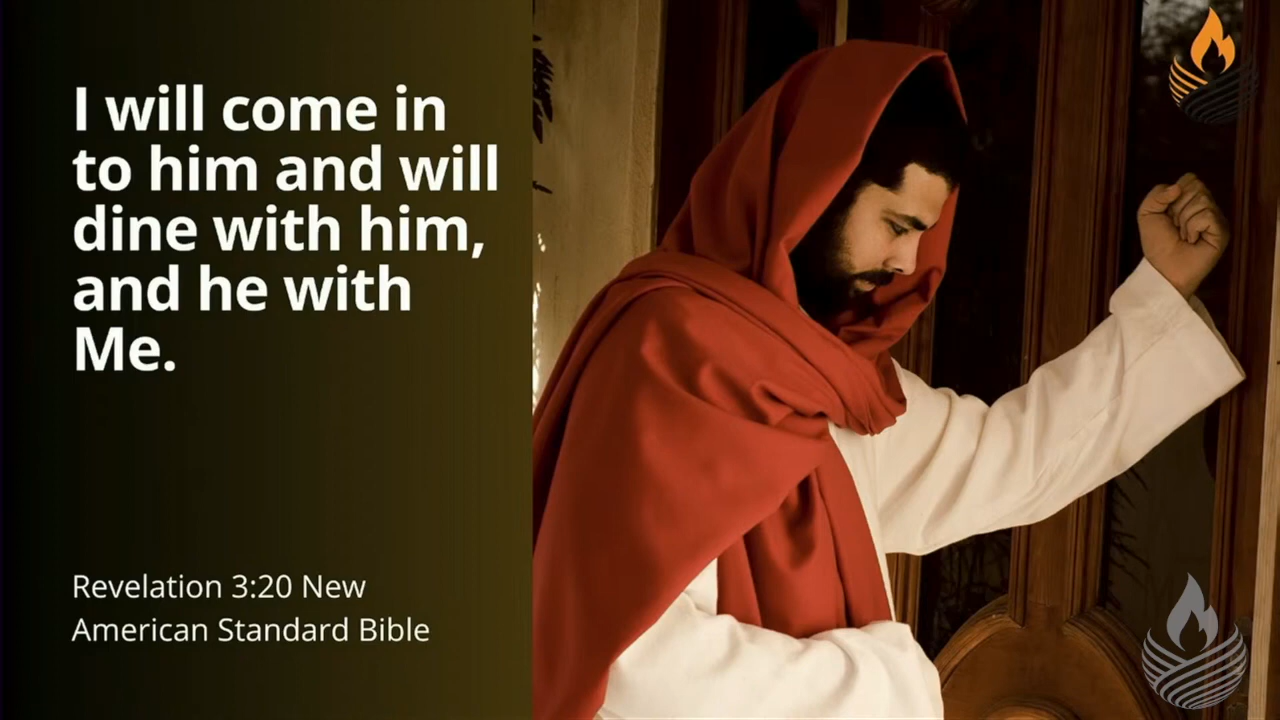 I will come in
to him and will
dine with him,
and he with
Me.
Revelation 3:20 New
American Standard Bible